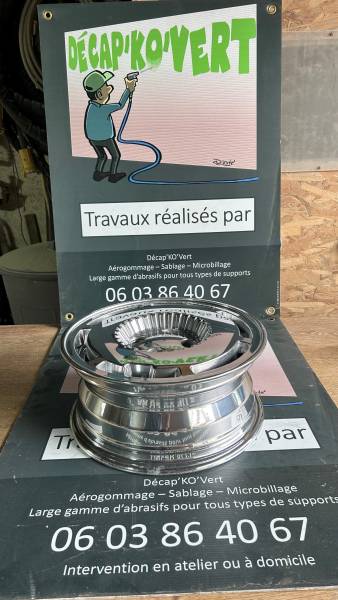 DÉCAP'KO'VERT
Travaux réalisés par
Décap'KO'Vert
Aérogommage – Sablage – Microbillage
Large gamme d'abrasifs pour tous types de supports
06 03 86 40 67
par
Décap'KO'Vert
Aérogommage – Sablage – Microbillage
Large gamme d'abrasifs pour tous types de supports
06 03 86 40 67
Intervention en atelier ou à domicile